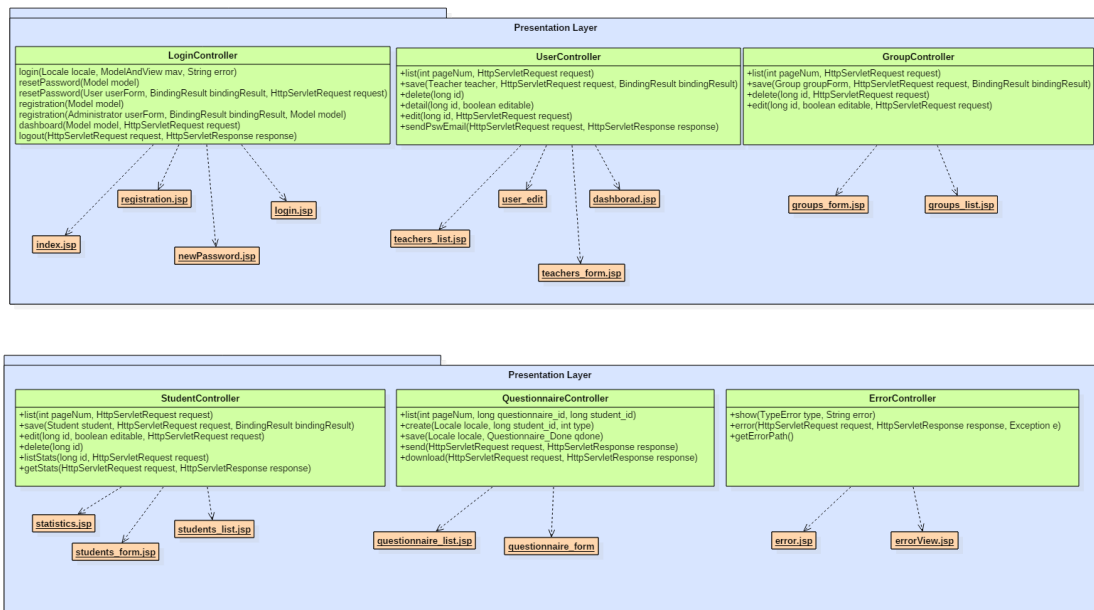 Presentation Layer
LoginController
login(Locale locale, ModelAndView mav, String error)
resetPassword(Model model)
resetPassword(User userForm, BindingResult bindingResult, HttpServletRequest request)
registration(Model model)
registration(Administrator userForm, BindingResult bindingResult, Model model)
dashboard(Model model, HttpServletRequest request)
logout(HttpServletRequest request, HttpServletResponse response)
UserController
+list(int pageNum, HttpServletRequest request)
+save(Teacher teacher, HttpServletRequest request, BindingResult bindingResult)
+delete(long id)
+detail(long id, boolean editable)
+edit(long id, HttpServletRequest request)
+sendPswEmail(HttpServletRequest request, HttpServletResponse response)
GroupController
+list(int pageNum, HttpServletRequest request)
+save(Group groupForm, HttpServletRequest request, BindingResult bindingResult)
+delete(long id, HttpServletRequest request)
+edit(long id, boolean editable, HttpServletRequest request)
registration.jsp
login.jsp
index.jsp
newPassword.jsp
user_edit
dashborad.jsp
teachers_list.jsp
teachers_form.jsp
groups_form.jsp
groups_list.jsp
Presentation Layer
StudentController
+list(int pageNum, HttpServletRequest request)
+save(Student student, HttpServletRequest request, BindingResult bindingResult)
+edit(long id, boolean editable, HttpServletRequest request)
+delete(long id)
+listStats(long id, HttpServletRequest request)
+getStats(HttpServletRequest request, HttpServletResponse response)
QuestionnaireController
+list(int pageNum, long questionnaire_id, long student_id)
+create(Locale locale, long student_id, int type)
+save(Locale locale, Questionnaire_Done qdone)
+send(HttpServletRequest request, HttpServletResponse response)
+download(HttpServletRequest request, HttpServletResponse response)
ErrorController
+show(TypeError type, String error)
+error(HttpServletRequest request, HttpServletResponse response, Exception e)
+getErrorPath()
statistics.jsp
students_list.jsp
students_form.jsp
questionnaire_list.jsp
questionnaire_form
error.jsp
errorView.jsp